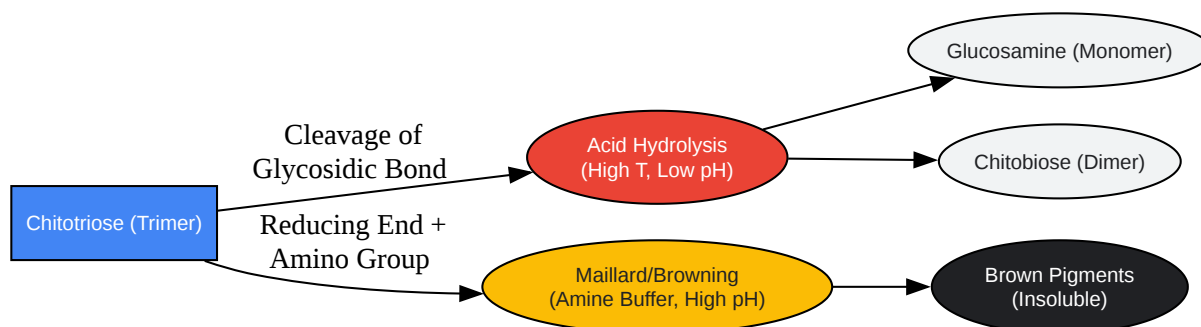 Glucosamine (Monomer)
Cleavage of
Glycosidic Bond
Acid Hydrolysis
(High T, Low pH)
Chitobiose (Dimer)
Chitotriose (Trimer)
Reducing End +
Amino Group
Maillard/Browning
(Amine Buffer, High pH)
Brown Pigments
(Insoluble)